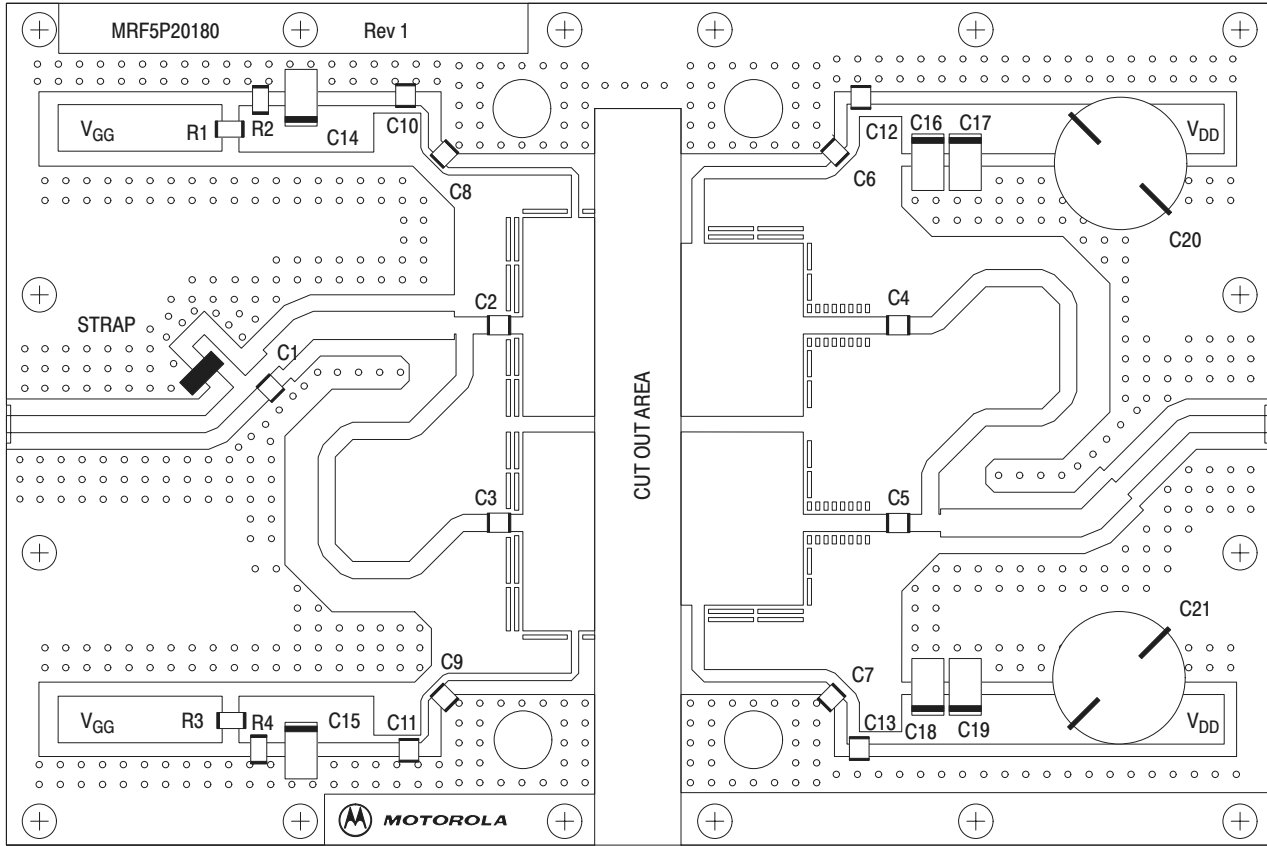 MRF5P20180 Rev 1
VGG
R1
R2
C14
C10
C8
C12
C16
C17
VDD
C6
C20
STRAP
C1
C2
C4
CUT OUT AREA
C3
C5
C21
C9
C7
VGG
R3
R4
C15
C11
C13
C18
C19
VDD
MOTOROLA